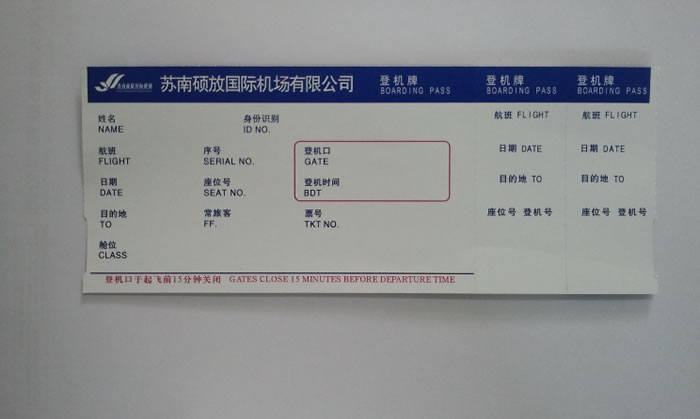 苏南硕放国际机场有限公司 登机牌 登机牌 登机牌
BOARDING PASS BOARDING PASS BOARDING PASS
姓名 身份识别 航班 FLIGHT 航班 FLIGHT
NAME ID NO.
航班 序号 登机口 日期 DATE 日期 DATE
FLIGHT SERIAL NO. GATE
日期 座位号 登机时间 目的地 TO 目的地 TO
DATE SEAT NO. BDT
目的地 常旅客 票号 座位号 登机号 座位号 登机号
TO FF. TKT NO.
舱位
CLASS
登机口于起飞前15分钟关闭 GATES CLOSE 15 MINUTES BEFORE DEPARTURE TIME